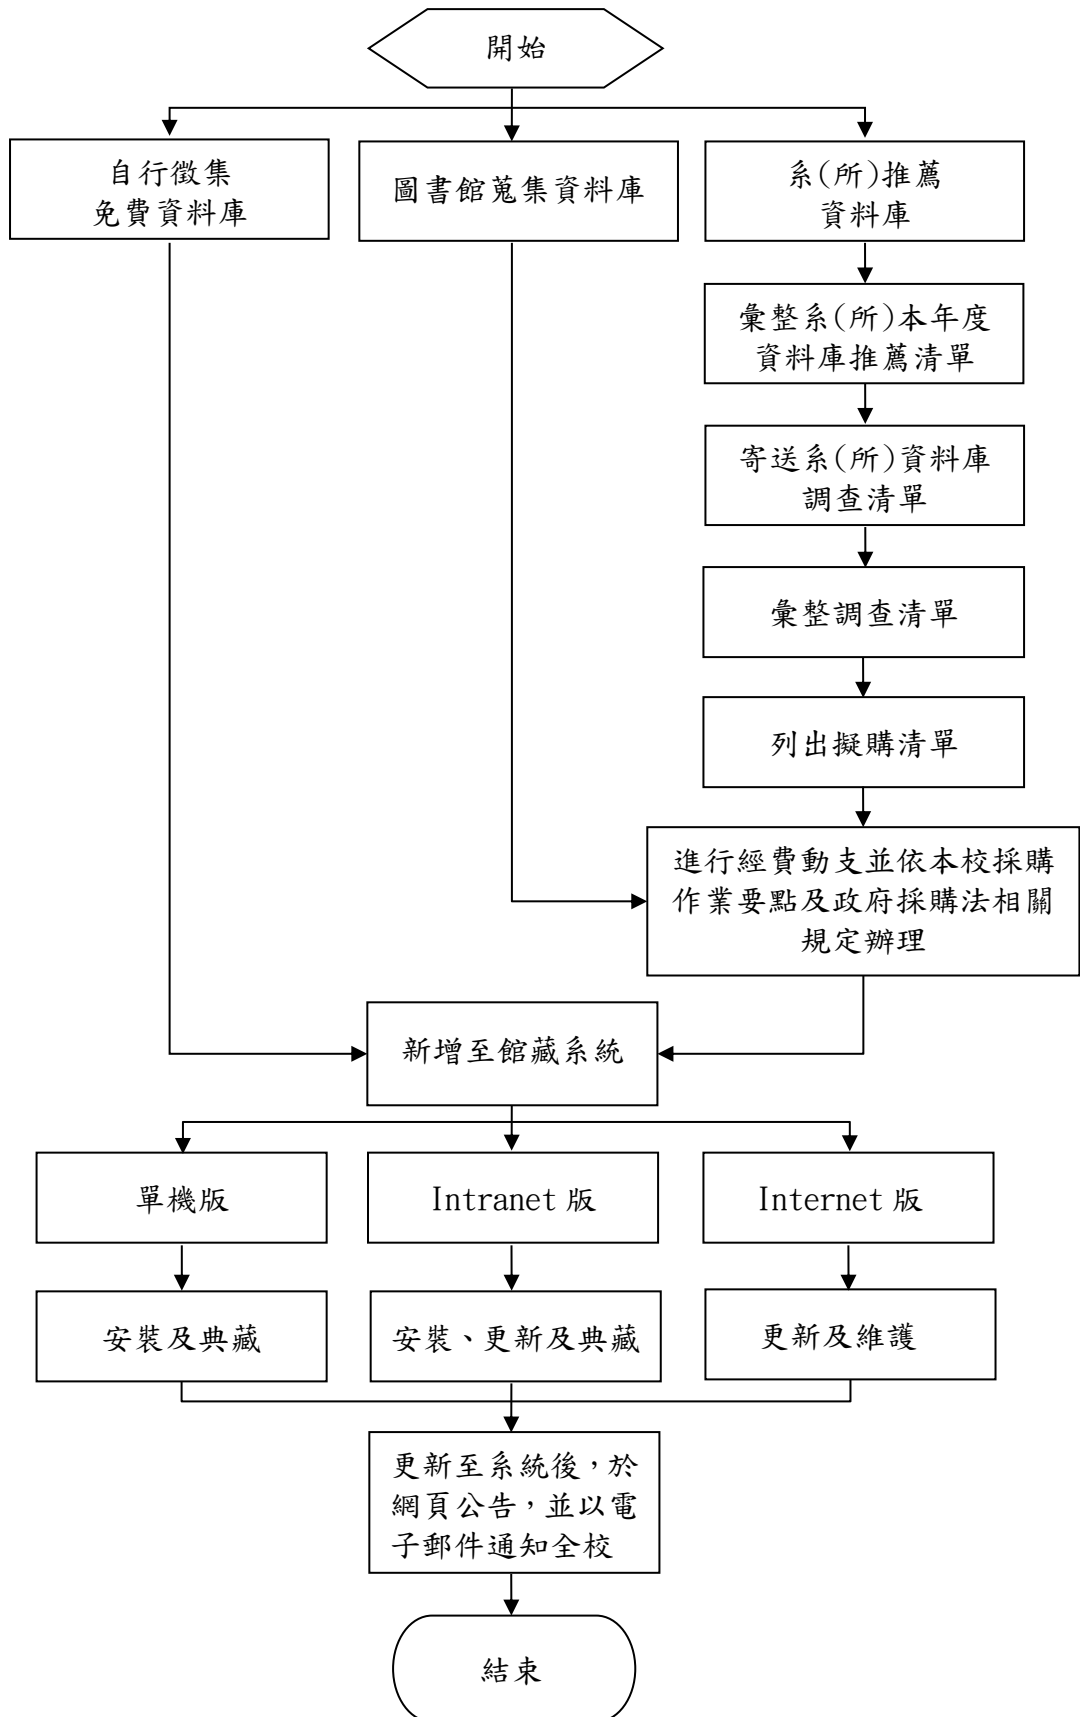 開始
自行徵集
免費資料庫
圖書館蒐集資料庫
系(所)推薦
資料庫
彙整系(所)本年度
資料庫推薦清單
寄送系(所)資料庫
調查清單
彙整調查清單
列出擬購清單
進行經費動支並依本校採購
作業要點及政府採購法相關
規定辦理
新增至館藏系統
單機版
Intranet 版
Internet 版
安裝及典藏
安裝、更新及典藏
更新及維護
更新至系統後，於
網頁公告，並以電
子郵件通知全校
結束